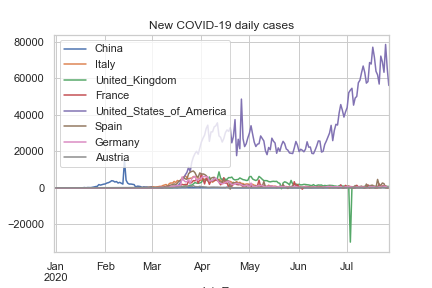 New COVID-19 daily cases
80000
60000
40000
20000
0
−20000
China
Italy
United_Kingdom
France
United_States_of_America
Spain
Germany
Austria
Jan Feb Mar Apr May Jun Jul
2020